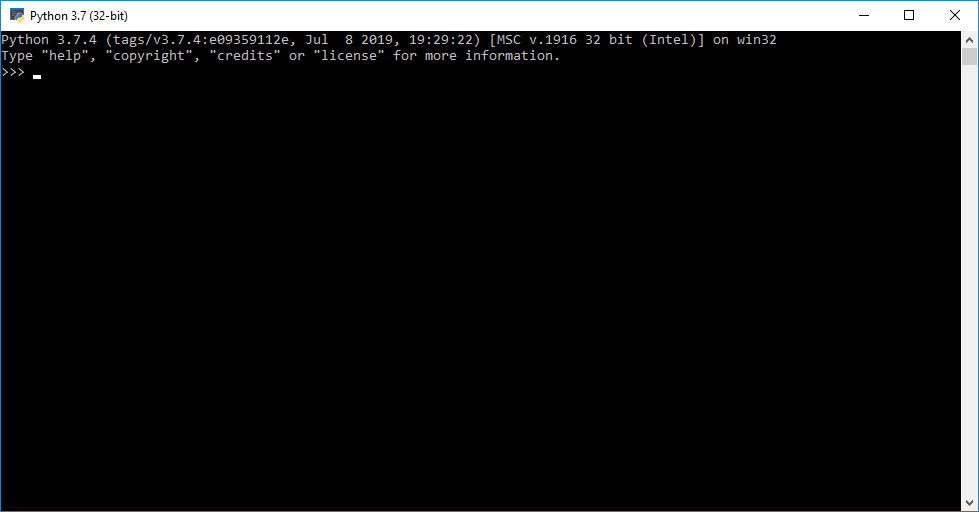 Python 3.7 (32-bit)
Python 3.7.4 (tags/v3.7.4:e09359112e, Jul  8 2019, 19:29:22) [MSC v.1916 32 bit (Intel)] on win32
Type "help", "copyright", "credits" or "license" for more information.
>>>